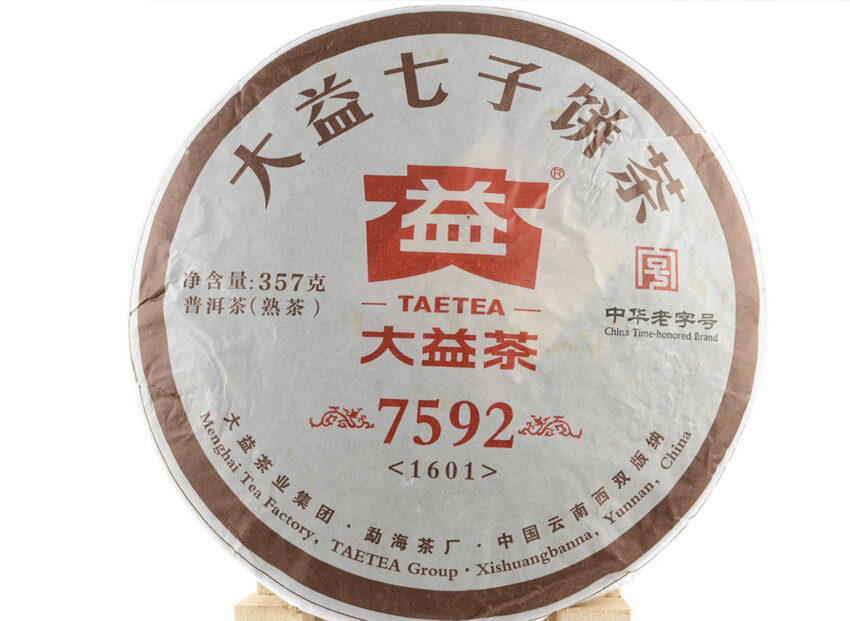 大益七子饼茶
益®
TAETEA
大益茶
净含量:357克
普洱茶(熟茶)
中华老字号
China Time-honored Brand
7592
<1601>
大益茶业集团·勐海茶厂·中国云南西双版纳
Menghai Tea Factory, TAETEA Group·Xishuangbanna, Yunnan, China